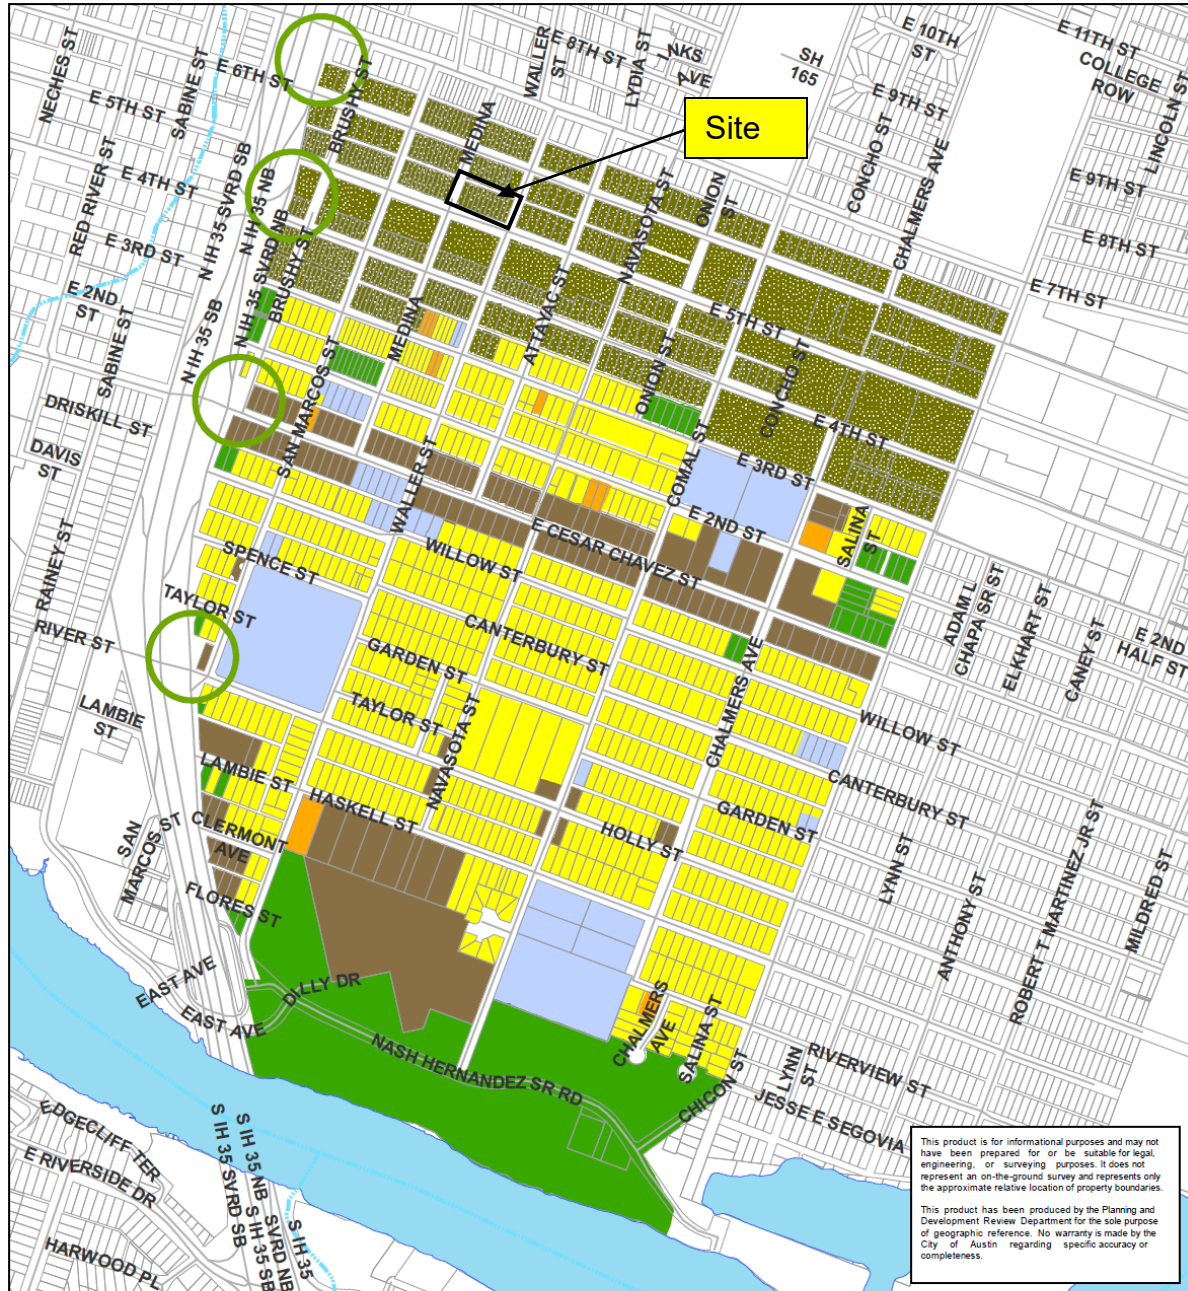 NECHES ST
SABINE ST
E 6TH ST
E 5TH ST
E 4TH ST
RED RIVER ST
E 3RD ST
E 2ND
ST
SABINE ST
N IH 35 SVRD SB
N IH 35 NB
N IH 35 SB
N IH 35 SVRD NB
BRUSHY ST
BRUSHY ST
MEDINA
WALLER
ST
E 8TH ST
LYDIA ST
NKS
AVE
SH
165
E 10TH
ST
E 11TH ST
COLLEGE
ROW
LINCOLN ST
E 9TH ST
CONCHO ST
CHALMERS AVE
E 9TH ST
E 8TH ST
E 7TH ST
Site
NAVASOTA ST
ONION
ST
E 5TH ST
ATTAYAC ST
MEDINA
ONION ST
CONCHO ST
E 4TH ST
SAN MARCOS ST
DRISKILL ST
DAVIS
ST
RAINEY ST
WALLER ST
COMAL ST
E 3RD ST
E 2ND ST
SALINA
ST
E CESAR CHAVEZ ST
SPENCE ST
WILLOW ST
TAYLOR ST
RIVER ST
CANTERBURY ST
GARDEN ST
TAYLOR ST
NAVASOTA ST
CHALMERS AVE
ADAM L
CHAPA SR ST
ELKHART ST
CANEY ST
E 2ND
HALF ST
WILLOW ST
LAMBIE
ST
LAMBIE ST
HASKELL ST
CANTERBURY ST
GARDEN ST
HOLLY ST
SAN
MARCOS ST
CLERMONT
AVE
FLORES ST
LYNN ST
ANTHONY ST
ROBERT T MARTINEZ JR ST
MILDRED ST
EAST AVE
EAST AVE
DILLY DR
NASH HERNANDEZ SR RD
CHALMERS
AVE
SALINA ST
CHICON ST
LYNN
ST
RIVERVIEW ST
JESSE E SEGOVIA
EDGECLIFF TER
E RIVERSIDE DR
HARWOOD PL
S IH 35 SVRD SB
S IH 35 NB
S IH 35 SB
SVRD NB
S IH 35
This product is for informational purposes and may not
have been prepared for or be suitable for legal,
engineering, or surveying purposes. It does not
represent an on-the-ground survey and represents only
the approximate relative location of property boundaries.
This product has been produced by the Planning and
Development Review Department for the sole purpose
of geographic reference. No warranty is made by the
City of Austin regarding specific accuracy or
completeness.